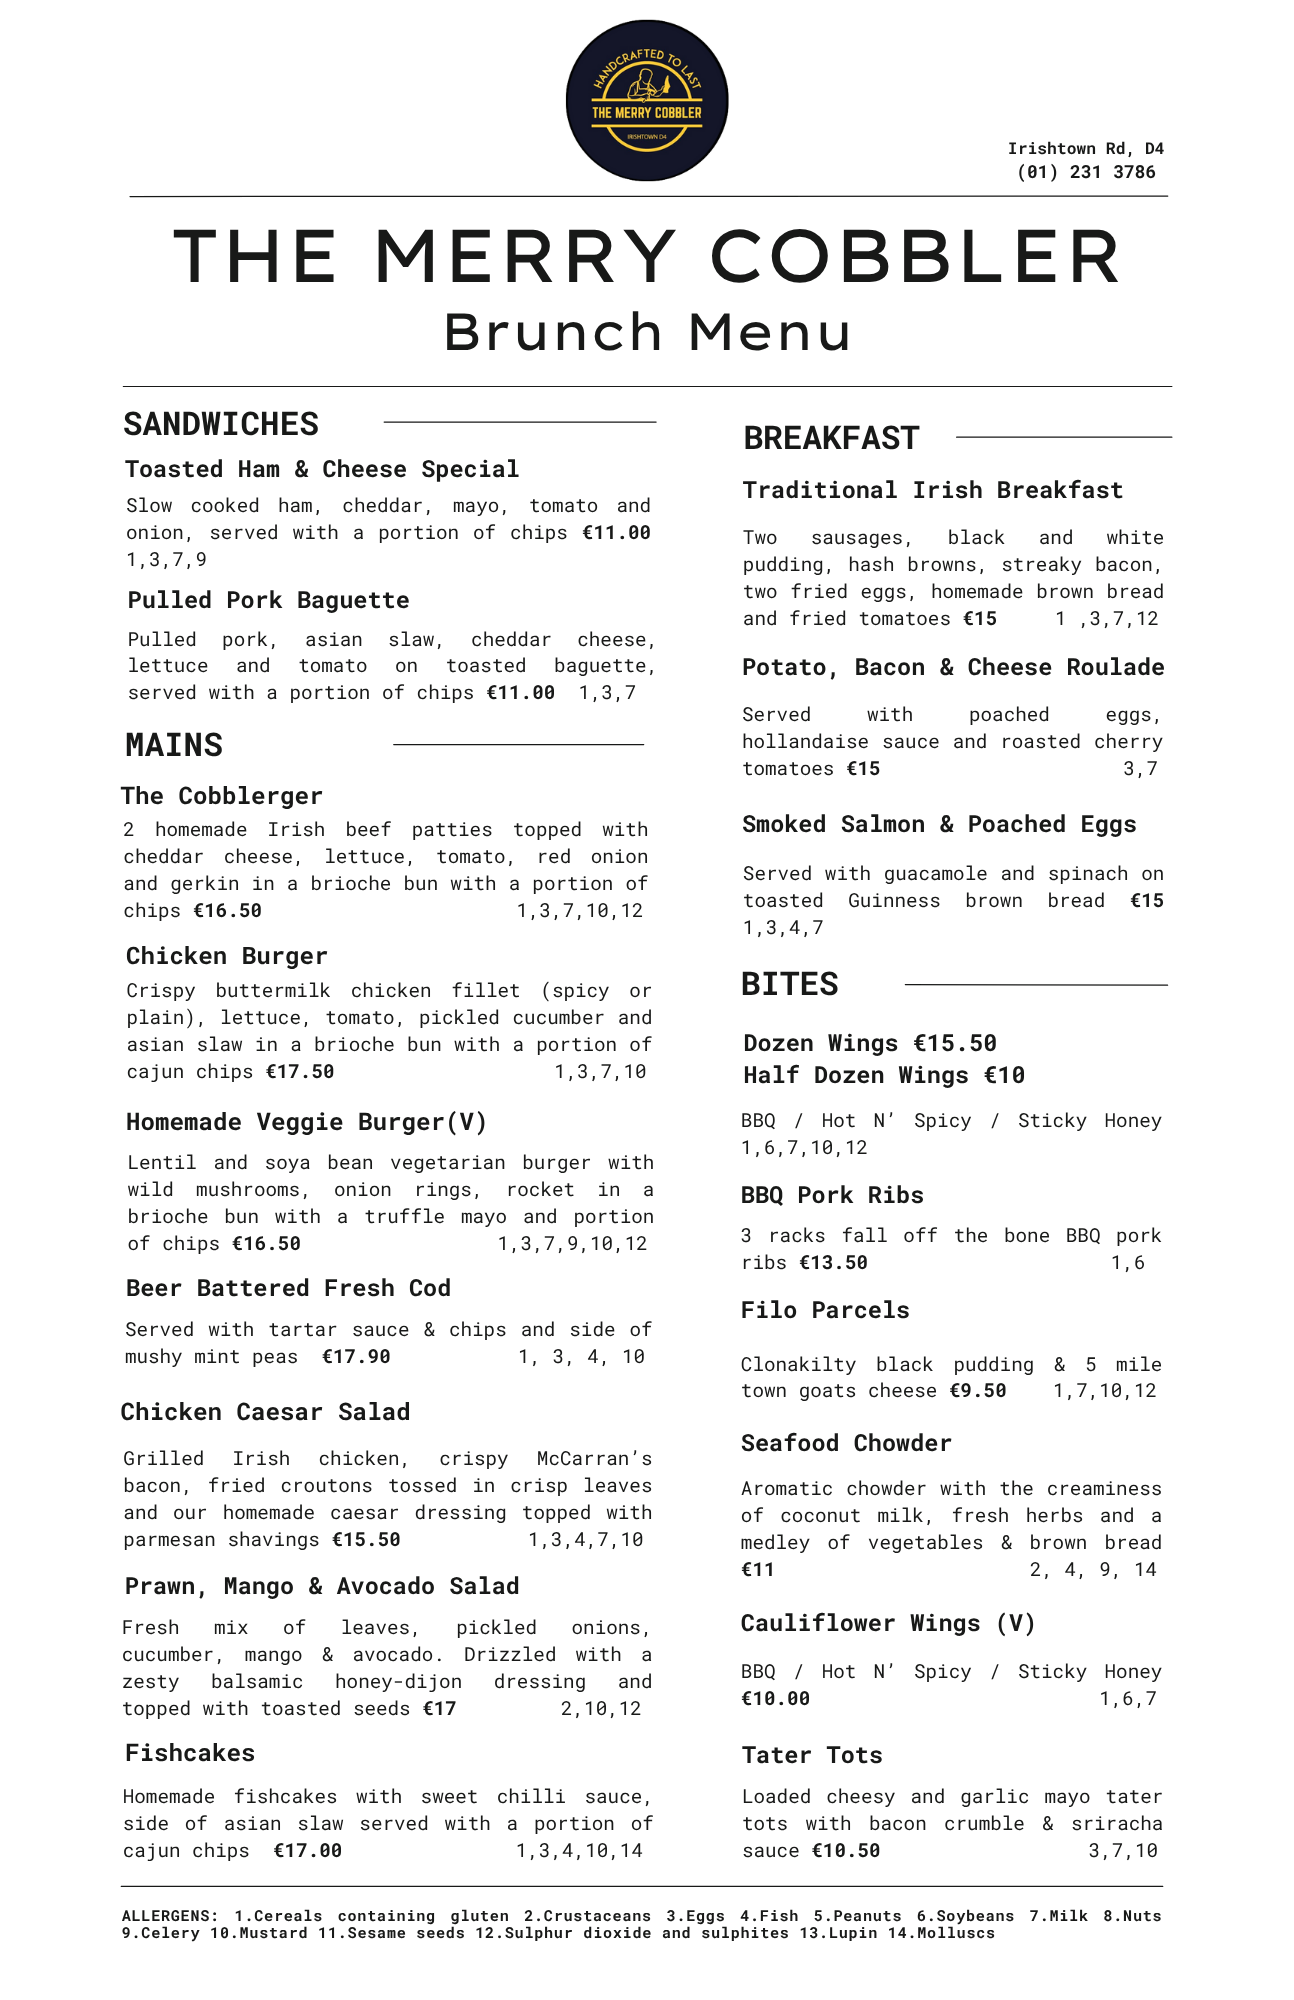 HANDCRAFTED TO LAST
THE MERRY COBBLER
IRISHTOWN D4
Irishtown Rd, D4
(01) 231 3786
THE MERRY COBBLER
Brunch Menu
SANDWICHES
Toasted Ham & Cheese Special
Slow cooked ham, cheddar, mayo, tomato and
onion, served with a portion of chips €11.00
1,3,7,9
Pulled Pork Baguette
Pulled pork, asian slaw, cheddar cheese,
lettuce and tomato on toasted baguette,
served with a portion of chips €11.00 1,3,7
MAINS
The Cobblerger
2 homemade Irish beef patties topped with
cheddar cheese, lettuce, tomato, red onion
and gerkin in a brioche bun with a portion of
chips €16.50 1,3,7,10,12
Chicken Burger
Crispy buttermilk chicken fillet (spicy or
plain), lettuce, tomato, pickled cucumber and
asian slaw in a brioche bun with a portion of
cajun chips €17.50 1,3,7,10
Homemade Veggie Burger(V)
Lentil and soya bean vegetarian burger with
wild mushrooms, onion rings, rocket in a
brioche bun with a truffle mayo and portion
of chips €16.50 1,3,7,9,10,12
Beer Battered Fresh Cod
Served with tartar sauce & chips and side of
mushy mint peas €17.90 1, 3, 4, 10
Chicken Caesar Salad
Grilled Irish chicken, crispy McCarran’s
bacon, fried croutons tossed in crisp leaves
and our homemade caesar dressing topped with
parmesan shavings €15.50 1,3,4,7,10
Prawn, Mango & Avocado Salad
Fresh mix of leaves, pickled onions,
cucumber, mango & avocado. Drizzled with a
zesty balsamic honey-dijon dressing and
topped with toasted seeds €17 2,10,12
Fishcakes
Homemade fishcakes with sweet chilli sauce,
side of asian slaw served with a portion of
cajun chips €17.00 1,3,4,10,14
BREAKFAST
Traditional Irish Breakfast
Two sausages, black and white
pudding, hash browns, streaky bacon,
two fried eggs, homemade brown bread
and fried tomatoes €15 1 ,3,7,12
Potato, Bacon & Cheese Roulade
Served with poached eggs,
hollandaise sauce and roasted cherry
tomatoes €15 3,7
Smoked Salmon & Poached Eggs
Served with guacamole and spinach on
toasted Guinness brown bread €15
1,3,4,7
BITES
Dozen Wings €15.50
Half Dozen Wings €10
BBQ / Hot N’ Spicy / Sticky Honey
1,6,7,10,12
BBQ Pork Ribs
3 racks fall off the bone BBQ pork
ribs €13.50 1,6
Filo Parcels
Clonakilty black pudding & 5 mile
town goats cheese €9.50 1,7,10,12
Seafood Chowder
Aromatic chowder with the creaminess
of coconut milk, fresh herbs and a
medley of vegetables & brown bread
€11 2, 4, 9, 14
Cauliflower Wings (V)
BBQ / Hot N’ Spicy / Sticky Honey
€10.00 1,6,7
Tater Tots
Loaded cheesy and garlic mayo tater
tots with bacon crumble & sriracha
sauce €10.50 3,7,10
ALLERGENS: 1.Cereals containing gluten 2.Crustaceans 3.Eggs 4.Fish 5.Peanuts 6.Soybeans 7.Milk 8.Nuts
9.Celery 10.Mustard 11.Sesame seeds 12.Sulphur dioxide and sulphites 13.Lupin 14.Molluscs